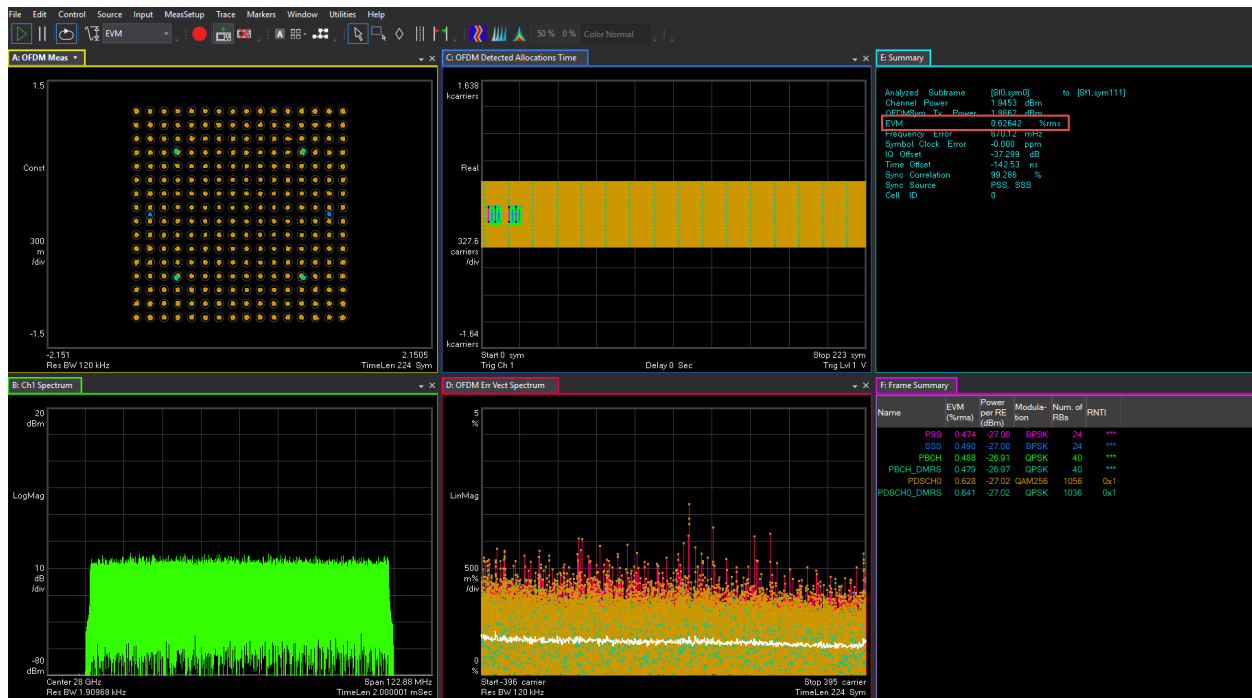 File Edit Control Source Input MeasSetup Trace Markers Window Utilities Help
EVM
A
50 % 0 % Color Normal
A: OFDM Meas
1.5
Const
300
m
/div
-1.5
-2.151 2.1505
Res BW 120 kHz TimeLen 224 Sym
C: OFDM Detected Allocations Time
1.638
kcarriers
Real
327.6
carriers
/div
-1.64
kcarriers
Start 0 sym Stop 223 sym
Trig Ch 1 Delay 0 Sec Trig Lvl 1 V
E: Summary
Analyzed Subframe [Sf0,sym0] to [Sf1,sym111]
Channel Power 1.9453 dBm
OFDMSym Tx Power 1.9662 dBm
EVM 0.62642 %rms
Frequency Error 670.12 mHz
Symbol Clock Error -0.000 ppm
IQ Offset -37.299 dB
Time Offset -142.53 ns
Sync Correlation 99.286 %
Sync Source PSS, SSS
Cell ID 0
B: Ch1 Spectrum
20
dBm
LogMag
10
dB
/div
-80
dBm
Center 28 GHz Span 122.88 MHz
Res BW 1.90968 kHz TimeLen 2.000001 mSec
D: OFDM Err Vect Spectrum
5
%
LinMag
500
m%
/div
0
%
Start -396 carrier Stop 395 carrier
Res BW 120 kHz TimeLen 224 Sym
F: Frame Summary
Name EVM (%rms) Power per RE (dBm) Modula-tion Num. of RBs RNTI
PSS 0.474 -27.00 BPSK 24 ***
SSS 0.490 -27.00 BPSK 24 ***
PBCH 0.488 -26.91 QPSK 40 ***
PBCH_DMRS 0.479 -26.97 QPSK 40 ***
PDSCH0 0.628 -27.02 QAM256 1056 0x1
PDSCH0_DMRS 0.641 -27.02 QPSK 1036 0x1